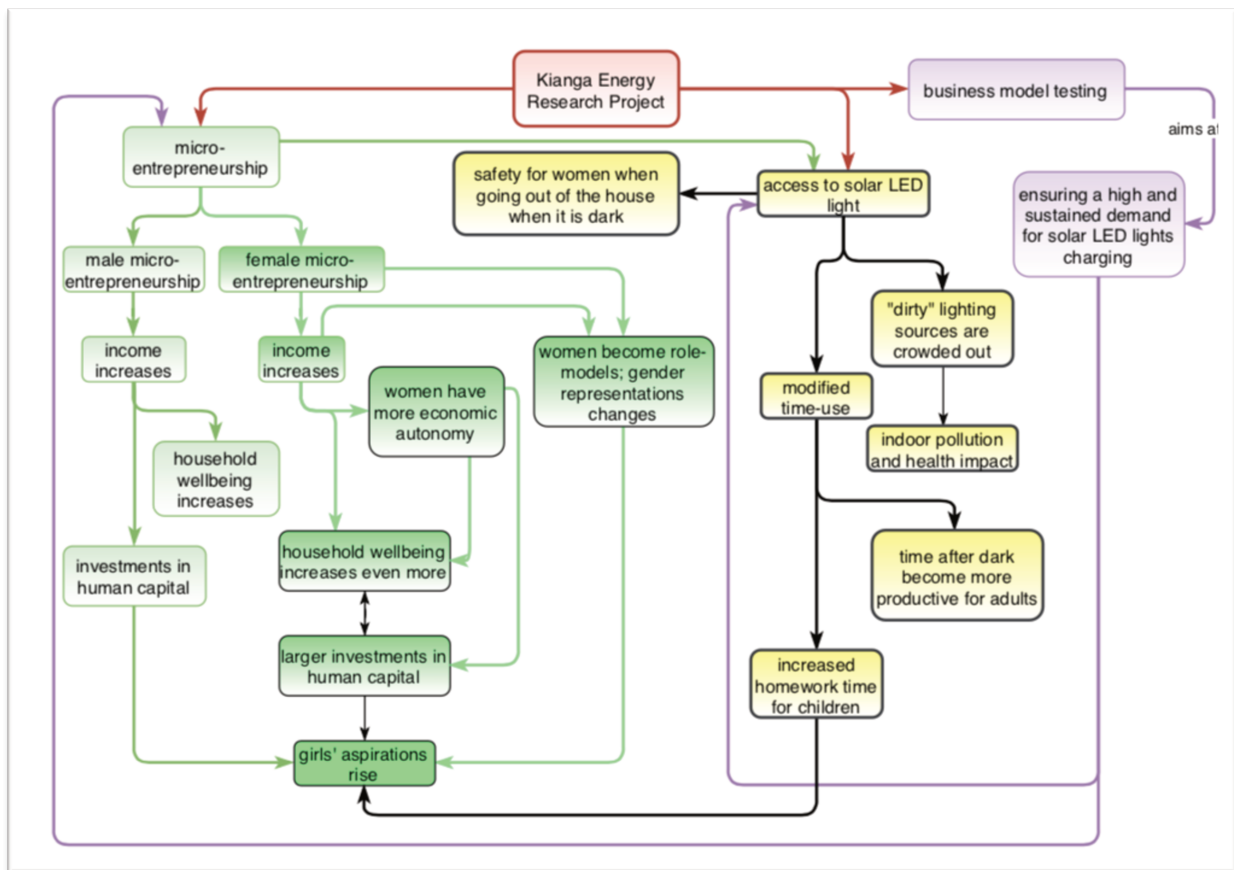 Kianga Energy
Research Project
business model testing
aims at
micro-
entrepreneurship
safety for women when
going out of the house
when it is dark
access to solar LED
light
ensuring a high and
sustained demand
for solar LED lights
charging
male micro-
entrepreneurship
female micro-
entrepreneurship
"dirty" lighting
sources are
crowded out
income
increases
income
increases
women become role-
models; gender
representations
changes
women have
more economic
autonomy
modified
time-use
indoor pollution
and health impact
household
wellbeing
increases
household wellbeing
increases even more
time after dark
become more
productive for adults
investments in
human capital
larger investments in
human capital
increased
homework time
for children
girls' aspirations
rise